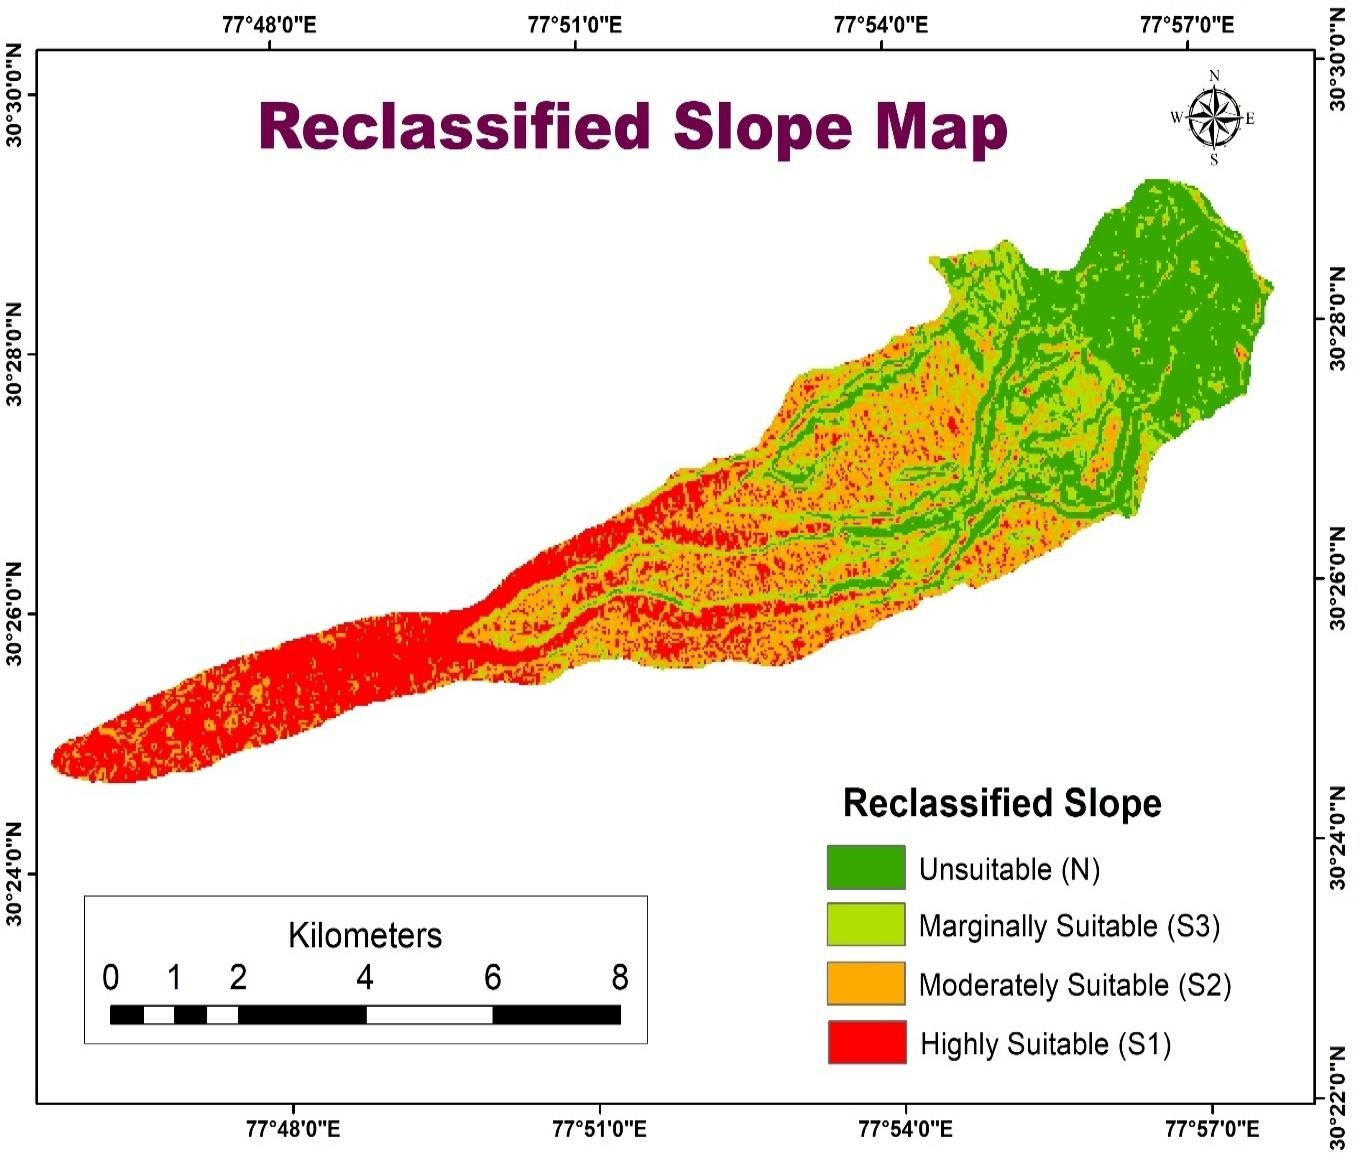 77°48'0"E 77°51'0"E 77°54'0"E 77°57'0"E
30°30'0"N
30°30'0"N
Reclassified Slope Map
N
W E
S
30°28'0"N
30°28'0"N
30°26'0"N
30°26'0"N
30°24'0"N
30°24'0"N
30°22'0"N
Reclassified Slope
Unsuitable (N)
Marginally Suitable (S3)
Moderately Suitable (S2)
Highly Suitable (S1)
Kilometers
0 1 2 4 6 8
77°48'0"E 77°51'0"E 77°54'0"E 77°57'0"E